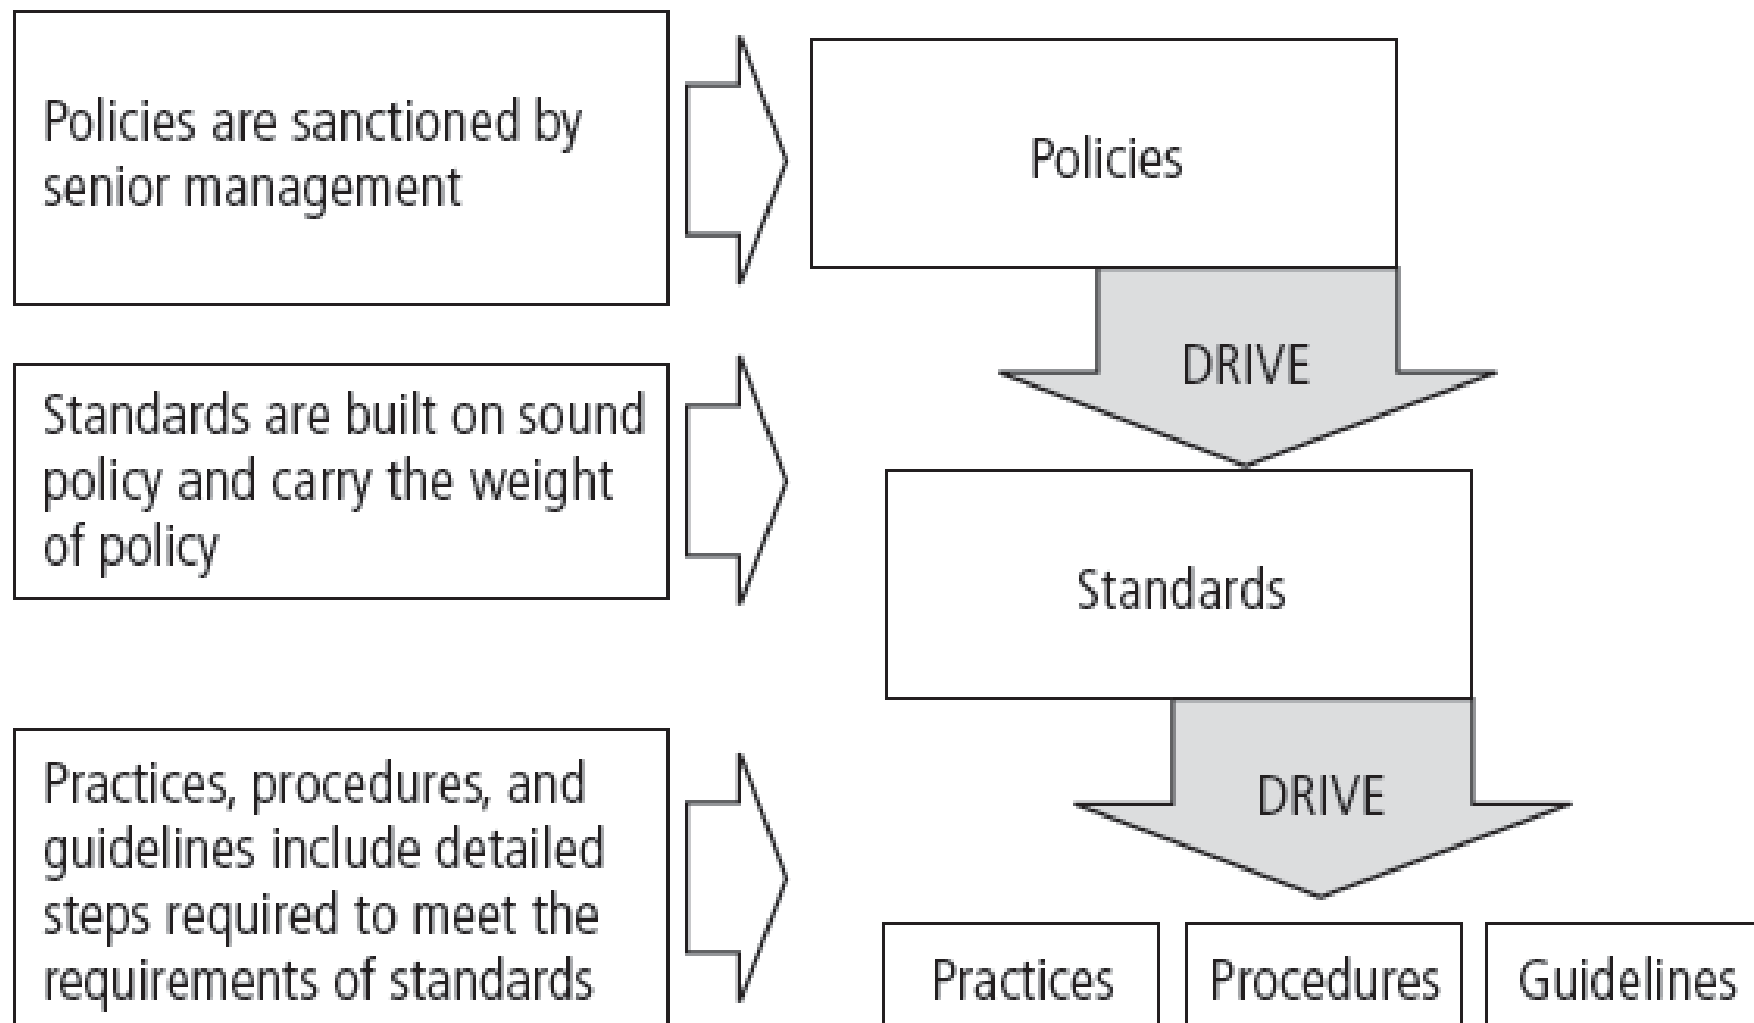 Policies are sanctioned by
senior management
Policies
DRIVE
Standards are built on sound
policy and carry the weight
of policy
Standards
DRIVE
Practices, procedures, and
guidelines include detailed
steps required to meet the
requirements of standards
Practices
Procedures
Guidelines